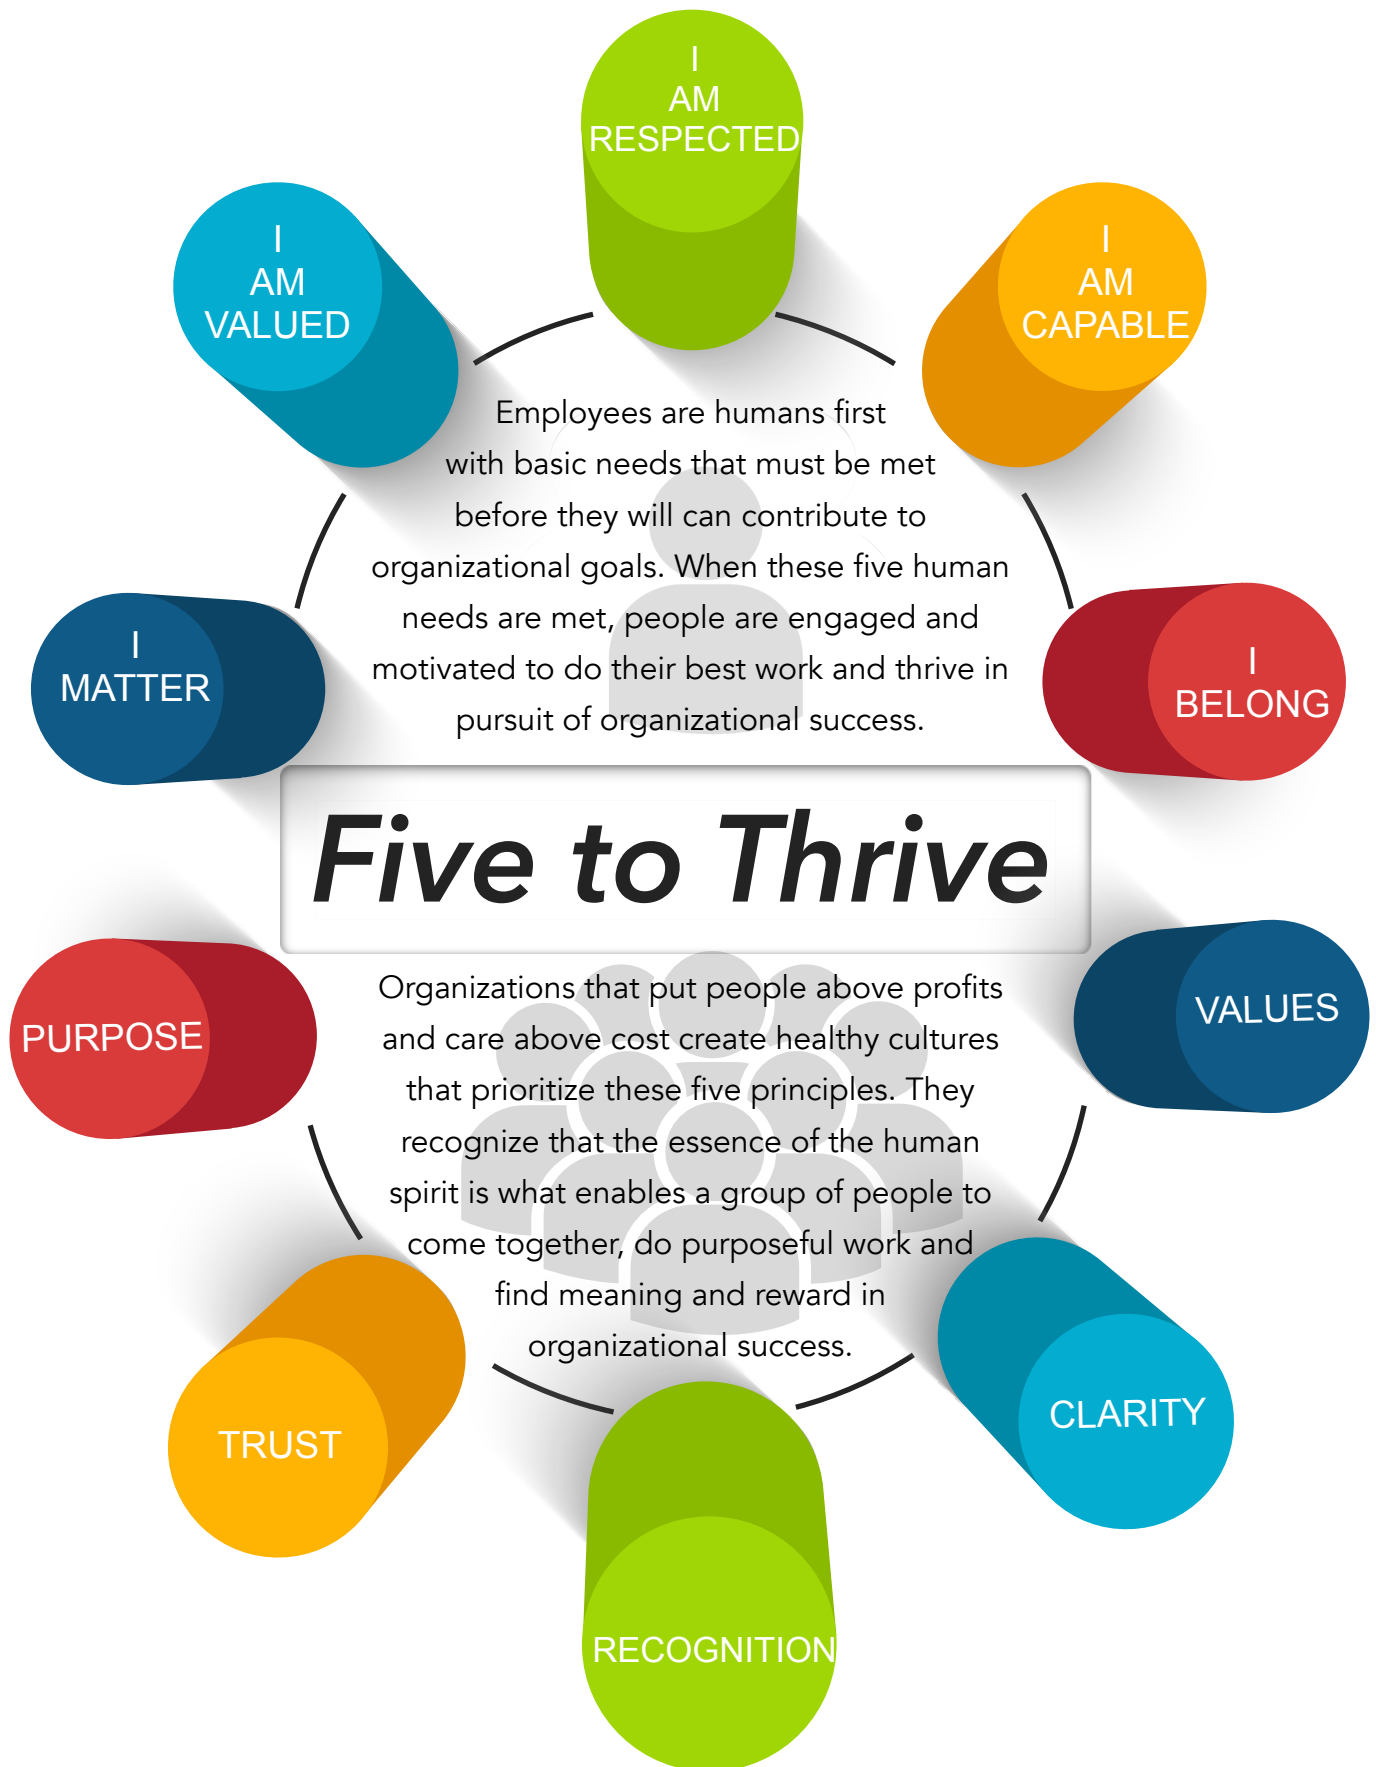 I
AM
RESPECTED
I
AM
VALUED
I
AM
CAPABLE
I
MATTER
I
BELONG
Employees are humans first
with basic needs that must be met
before they will can contribute to
organizational goals. When these five human
needs are met, people are engaged and
motivated to do their best work and thrive in
pursuit of organizational success.
Five to Thrive
Organizations that put people above profits
and care above cost create healthy cultures
that prioritize these five principles. They
recognize that the essence of the human
spirit is what enables a group of people to
come together, do purposeful work and
find meaning and reward in
organizational success.
PURPOSE
VALUES
TRUST
CLARITY
RECOGNITION